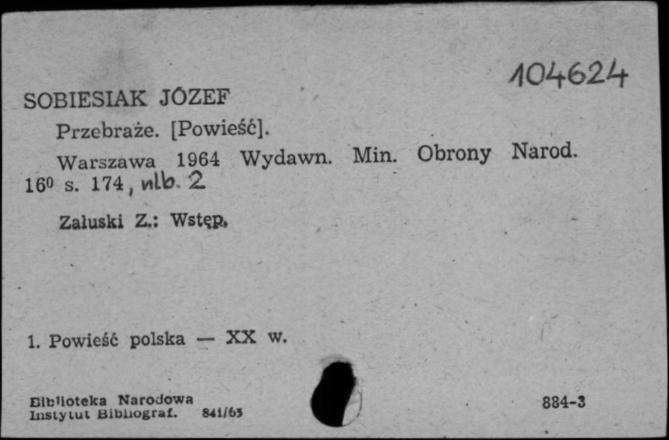 104624
SOBIESIAK JÓZEF
Przebraże. [Powieść].
Warszawa 1964 Wydawn. Min. Obrony Narod.
16⁰ s. 174, nlb. 2
Załuski Z.: Wstęp.
1. Powieść polska — XX w.
Biblioteka Narodowa
Instytut Bibliograf. 841/65
884-3